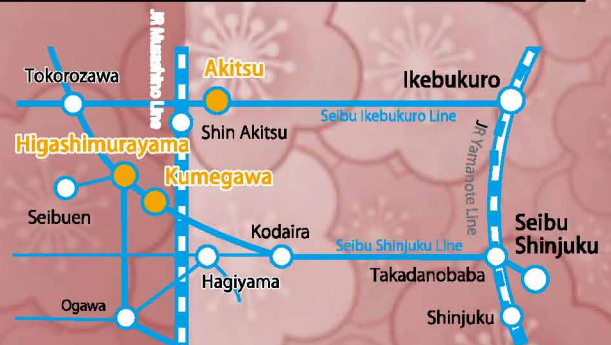 JR Musashino Line
Akitsu
Tokorozawa
Ikebukuro
Seibu Ikebukuro Line
Shin Akitsu
Higashimurayama
Kumegawa
JR Yamanote Line
Seibuen
Kodaira
Seibu Shinjuku Line
Seibu
Shinjuku
Hagiyama
Takadanobaba
Ogawa
Shinjuku